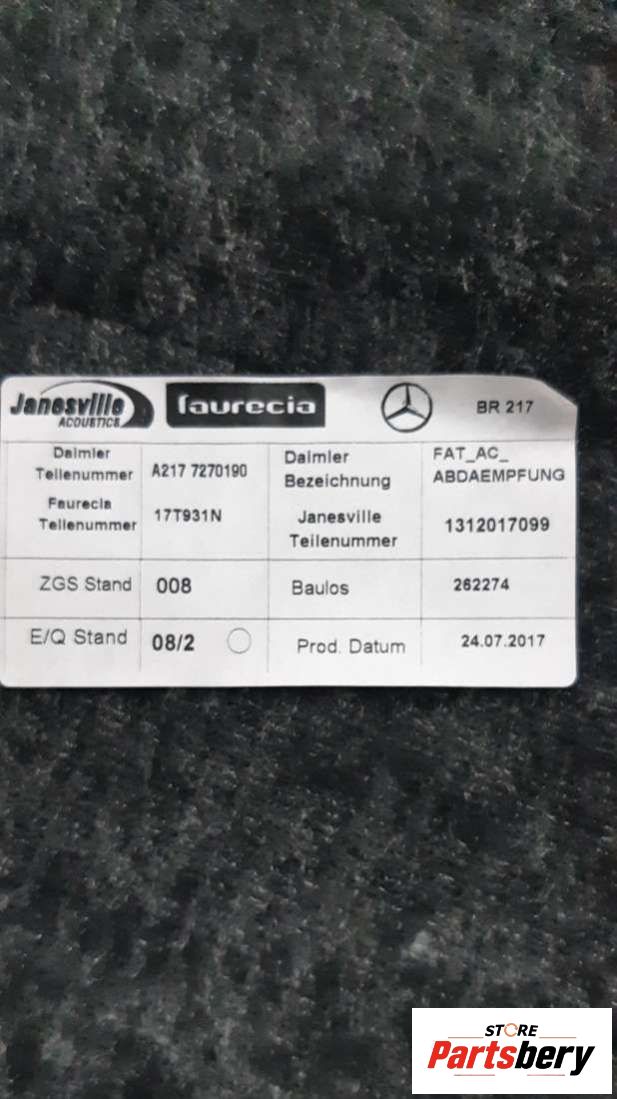 Janesville
ACOUSTICS
faurecia
BR 217
Daimler
Teilenummer
A217 7270190
Daimler
Bezeichnung
FAT_AC_
ABDAEMPFUNG
Faurecia
Teilenummer
17T931N
Janesville
Teilenummer
1312017099
ZGS Stand
008
Baulos
262274
E/Q Stand
08/2
Prod. Datum
24.07.2017
STORE
Partsbery